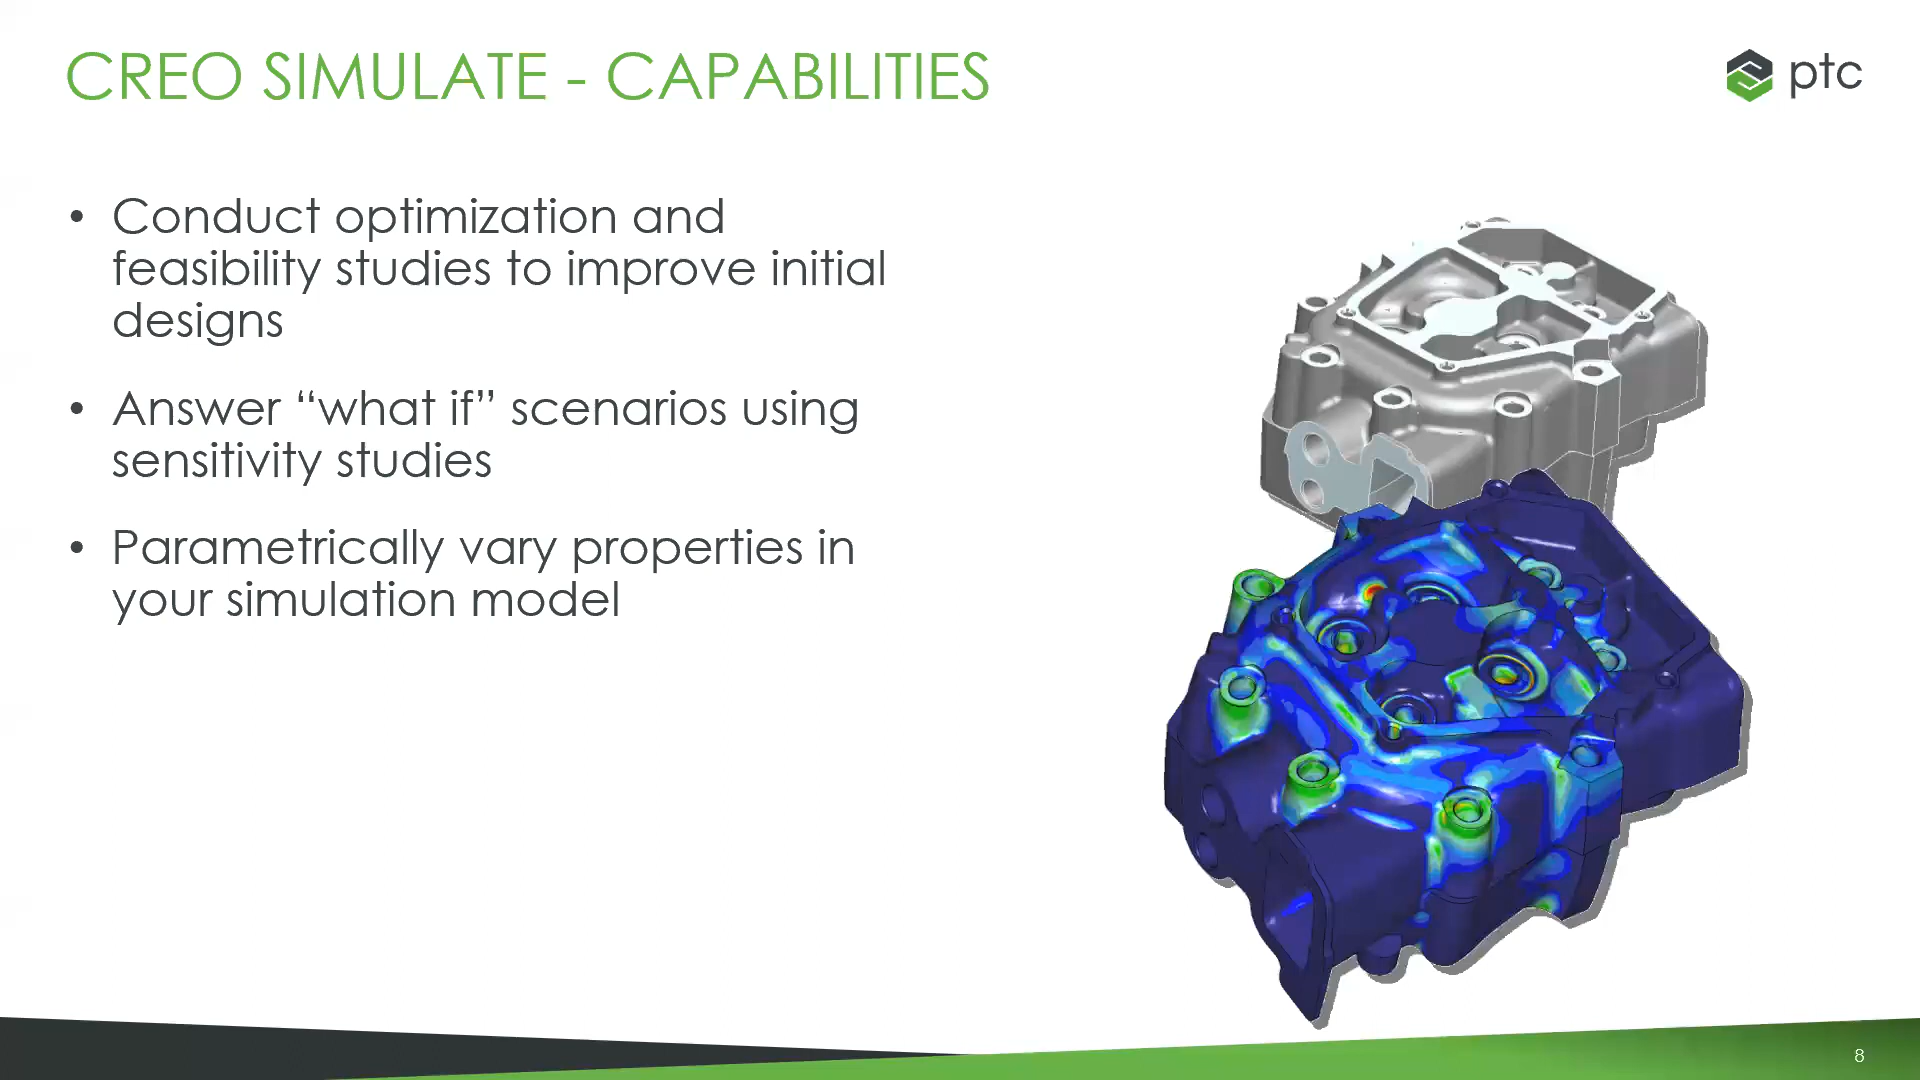 CREO SIMULATE - CAPABILITIES
ptc
• Conduct optimization and
feasibility studies to improve initial
designs
• Answer “what if” scenarios using
sensitivity studies
• Parametrically vary properties in
your simulation model
8